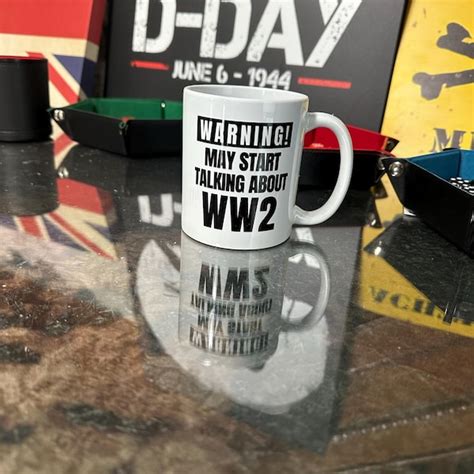 D-DAY
JUNE 6 - 1944
WARNING!
MAY START
TALKING ABOUT
WW2